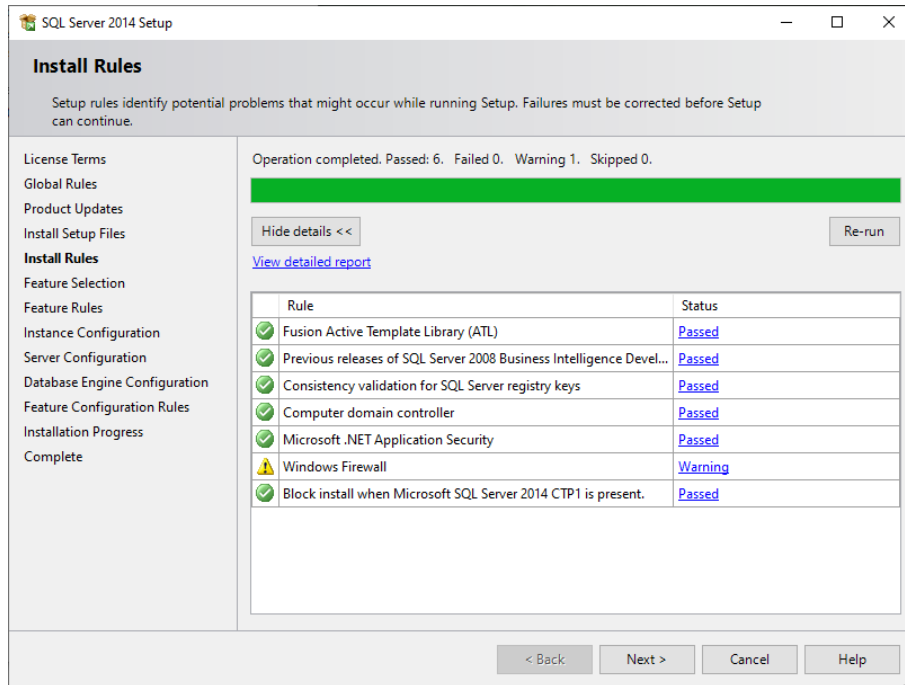 SQL Server 2014 Setup
Install Rules
Setup rules identify potential problems that might occur while running Setup. Failures must be corrected before Setup
can continue.
License Terms
Global Rules
Product Updates
Install Setup Files
Install Rules
Feature Selection
Feature Rules
Instance Configuration
Server Configuration
Database Engine Configuration
Feature Configuration Rules
Installation Progress
Complete
Operation completed. Passed: 6. Failed 0. Warning 1. Skipped 0.
Hide details <<
Re-run
View detailed report
Rule Status
Fusion Active Template Library (ATL) Passed
Previous releases of SQL Server 2008 Business Intelligence Devel... Passed
Consistency validation for SQL Server registry keys Passed
Computer domain controller Passed
Microsoft .NET Application Security Passed
Windows Firewall Warning
Block install when Microsoft SQL Server 2014 CTP1 is present. Passed
< Back Next > Cancel Help